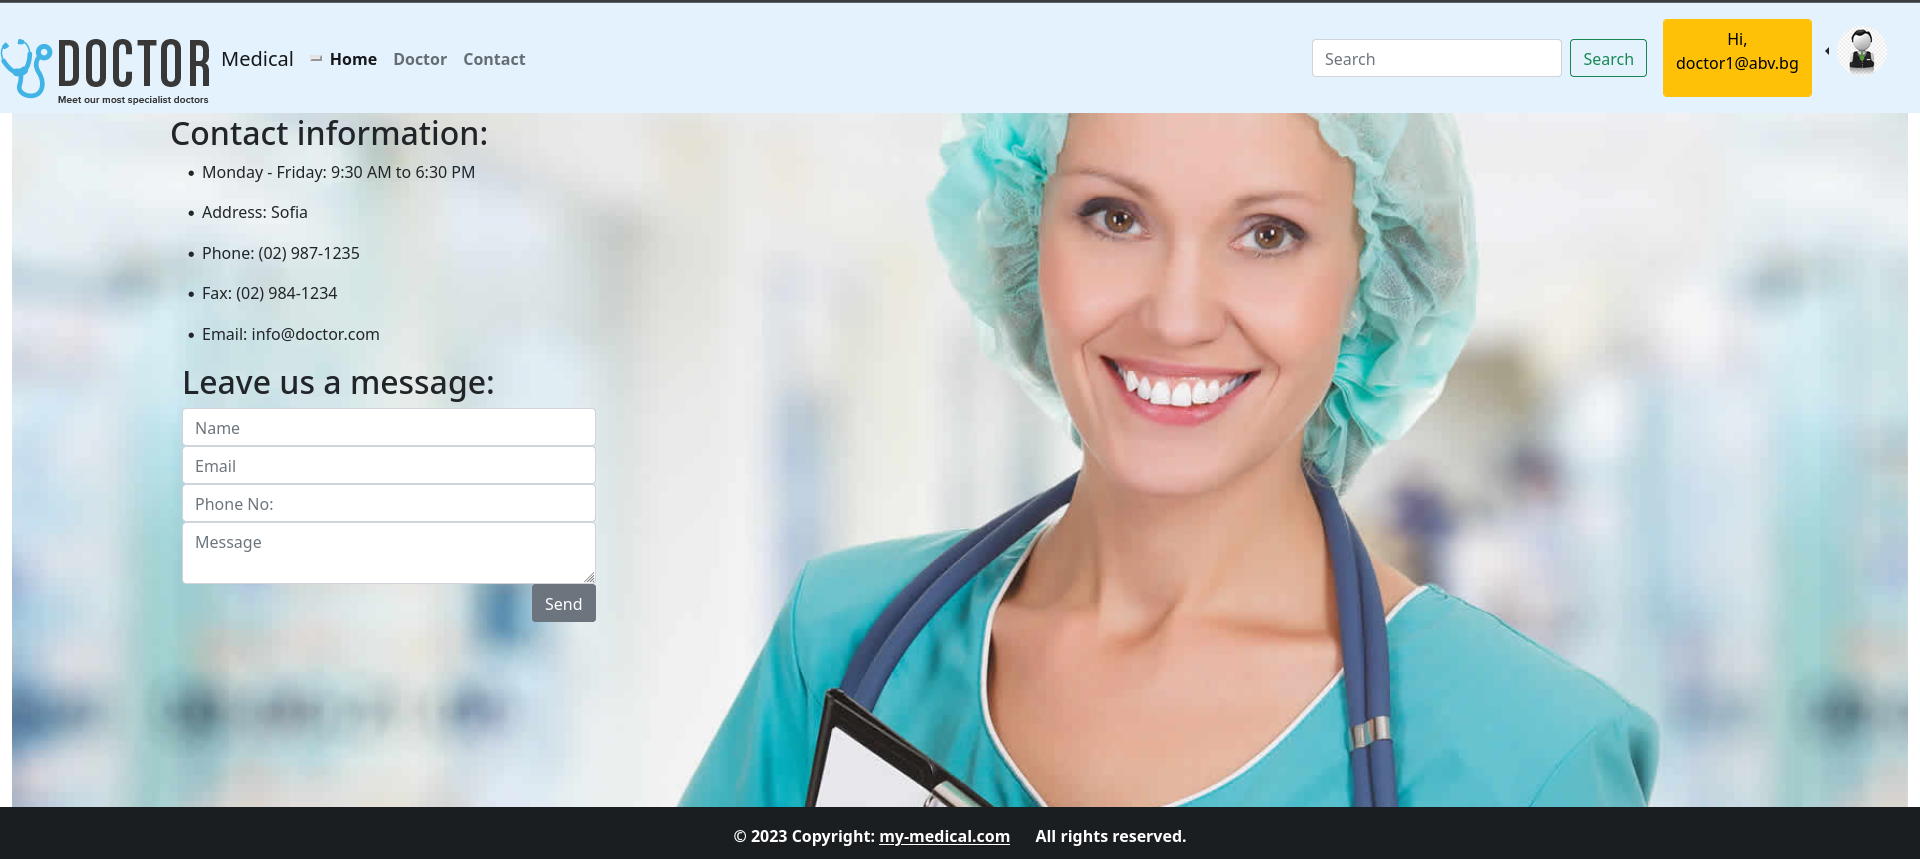 DOCTOR
Meet our most specialist doctors
Medical
Home
Doctor
Contact
Search
Search
Hi,
doctor1@abv.bg
Contact information:
• Monday - Friday: 9:30 AM to 6:30 PM
• Address: Sofia
• Phone: (02) 987-1235
• Fax: (02) 984-1234
• Email: info@doctor.com
Leave us a message:
Name
Email
Phone No:
Message
Send
© 2023 Copyright: my-medical.com All rights reserved.